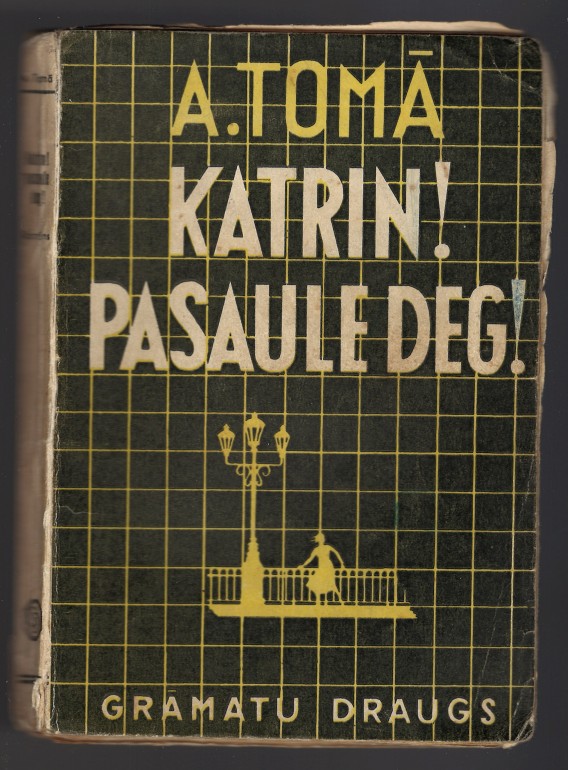 A. TOMĀ
KATRIN!
PASAULE DEG!
GRĀMATU DRAUGS